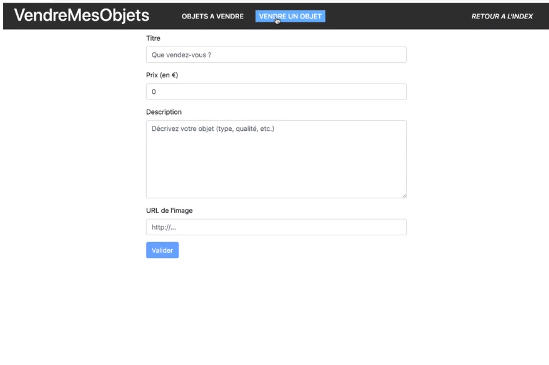 VendreMesObjets
OBJETS A VENDRE
VENDRE UN OBJET
RETOUR A L'INDEX
Titre
Que vendez-vous ?
Prix (en €)
0
Description
Décrivez votre objet (type, qualité, etc.)
URL de l'image
http://...
Valider